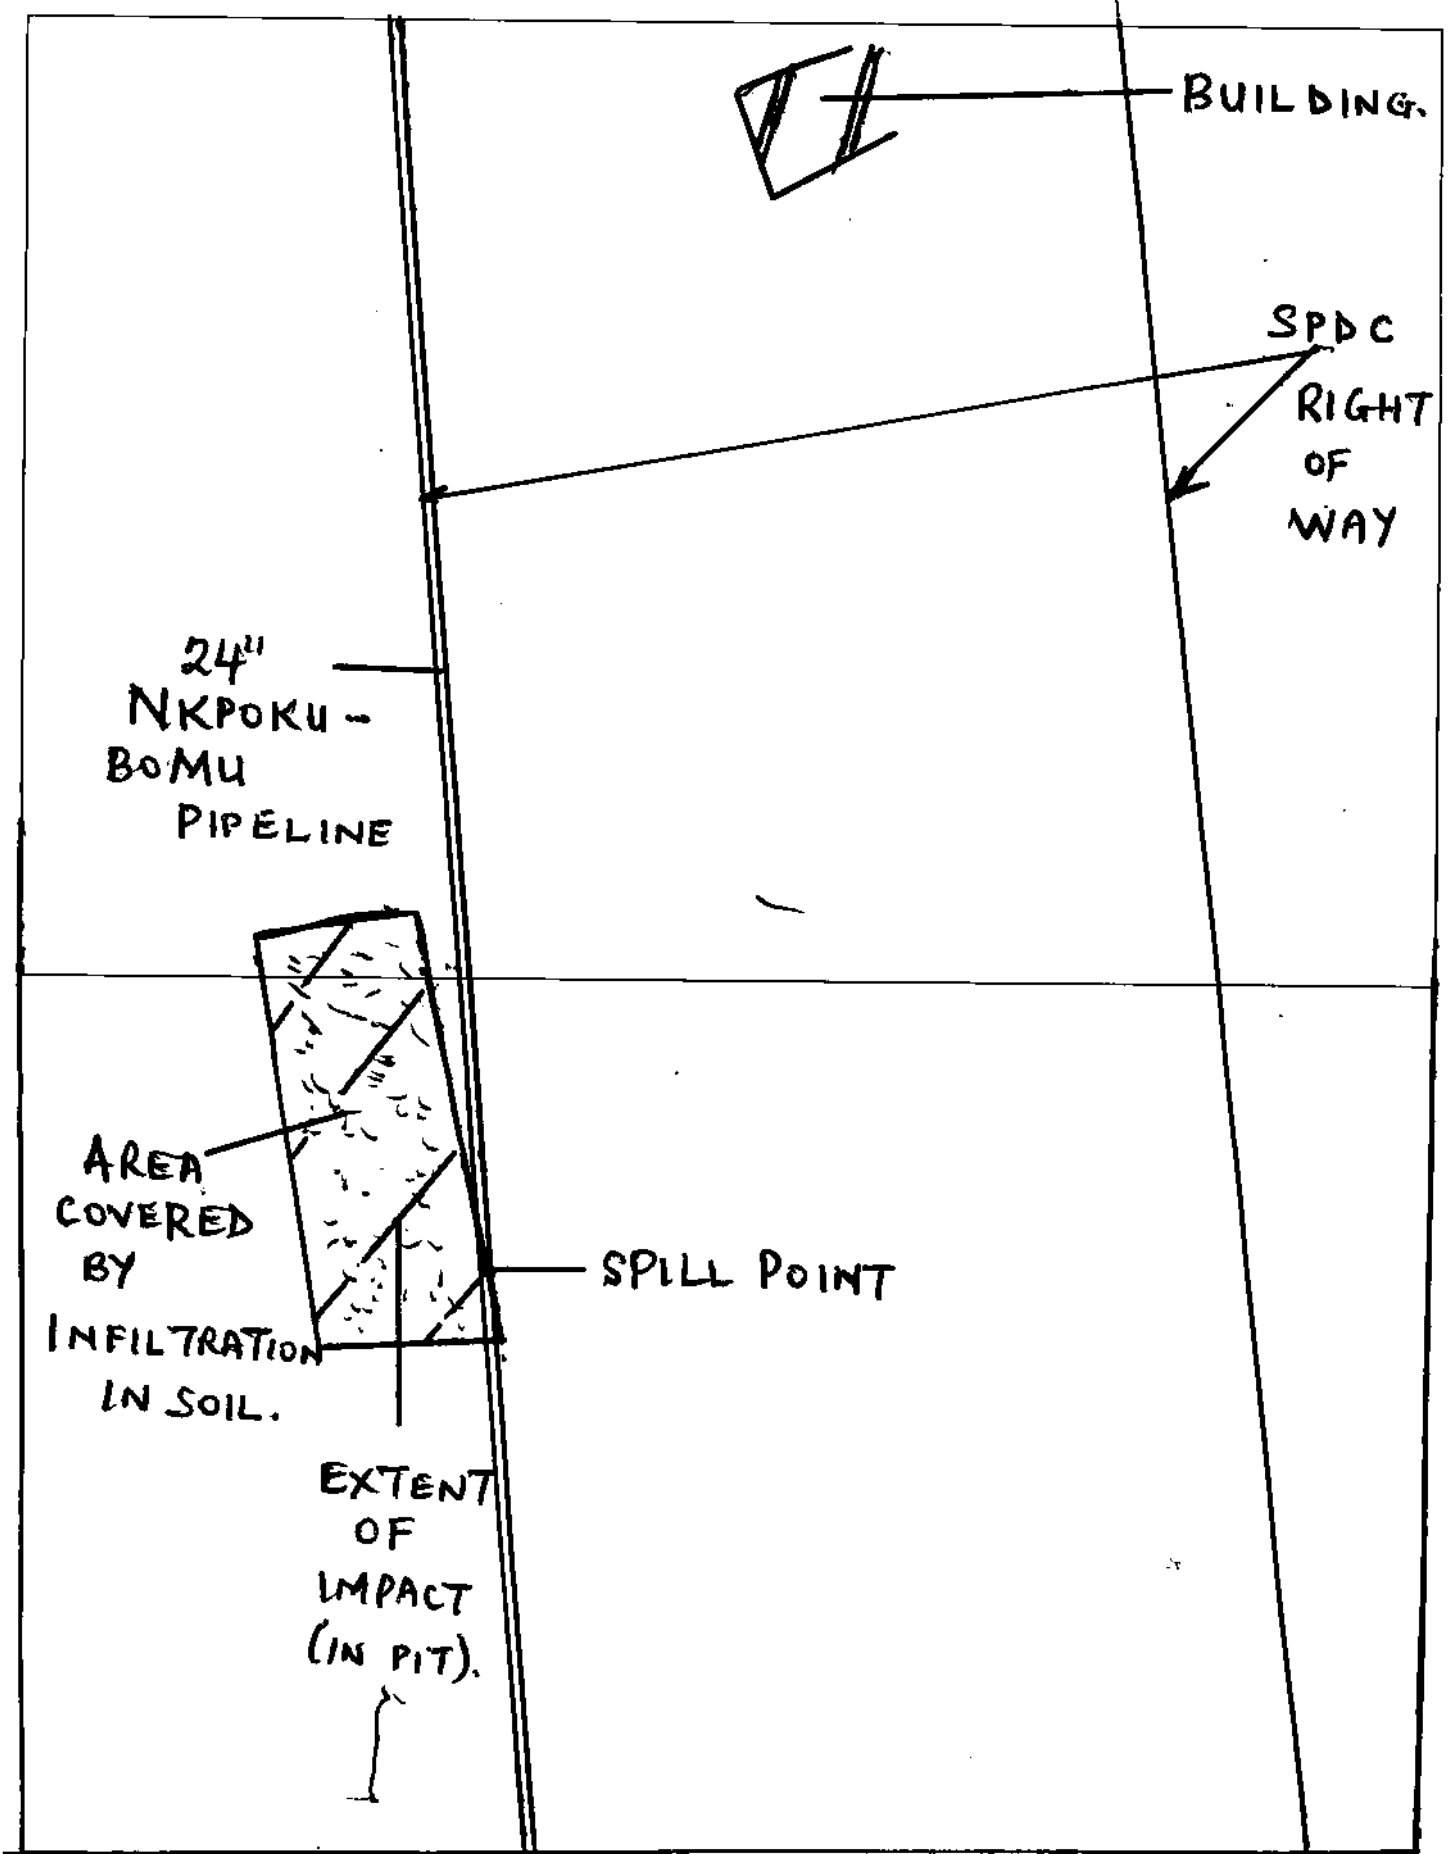 BUILDING.
SPDC
RIGHT
OF
WAY
24"
NKPOKU -
BOMU
PIPELINE
AREA
COVERED
BY
INFILTRATION
IN SOIL.
SPILL POINT
EXTENT
OF
IMPACT
(IN PIT).